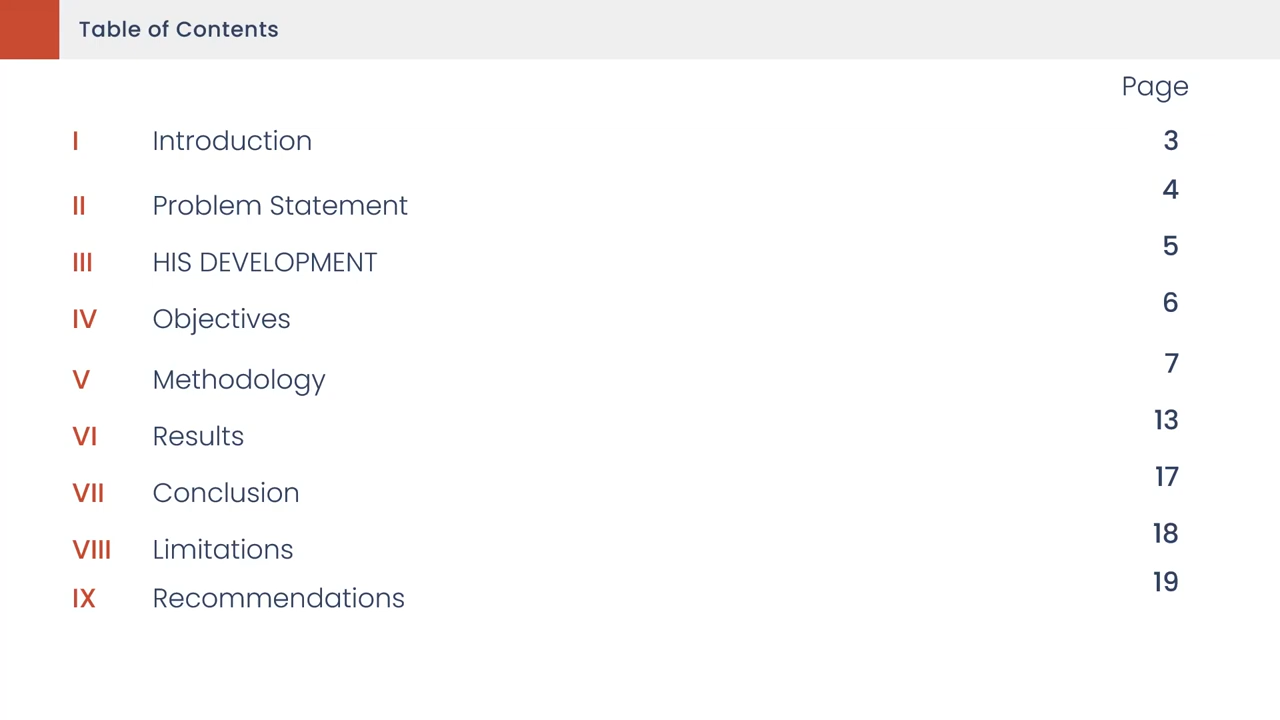 Table of Contents
Page
I Introduction 3
II Problem Statement 4
III HIS DEVELOPMENT 5
IV Objectives 6
V Methodology 7
VI Results 13
VII Conclusion 17
VIII Limitations 18
IX Recommendations 19